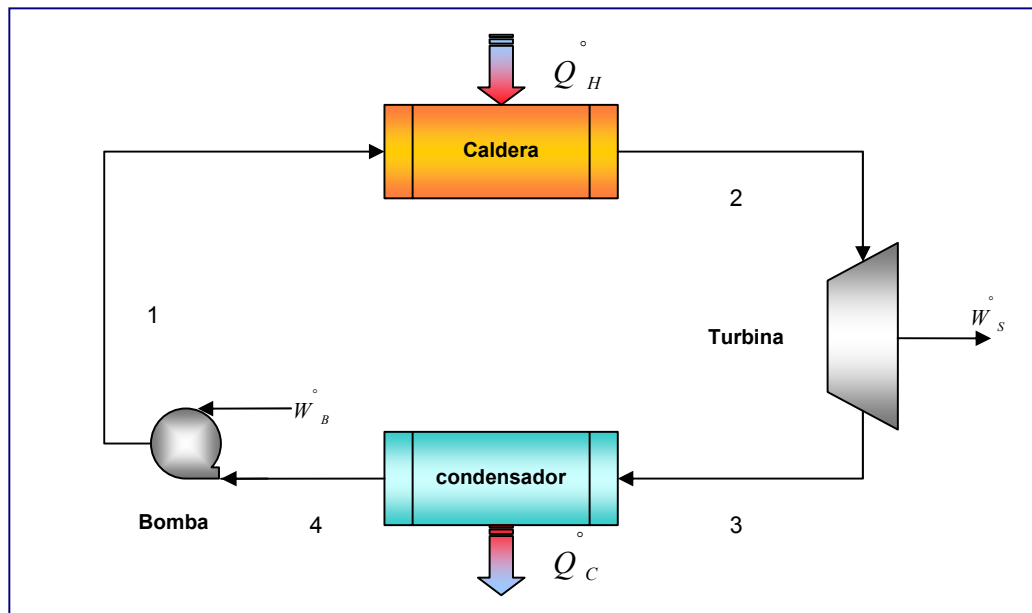 Q̊ H
Caldera
2
1
Turbina
W̊ S
W̊ B
condensador
Bomba
4
3
Q̊ C